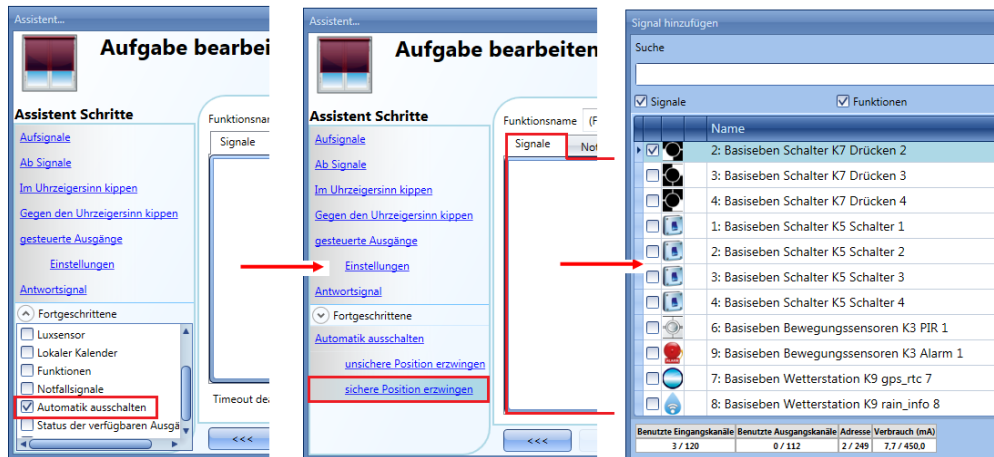 Assistent...
Aufgabe bearbei
Assistent Schritte
Aufsignale
Ab Signale
Im Uhrzeigersinn kippen
Gegen den Uhrzeigersinn kippen
gesteuerte Ausgänge
Einstellungen
Antwortsignal
Fortgeschrittene
Luxsensor
Lokaler Kalender
Funktionen
Notfallsignale
Automatik ausschalten
Status der verfügbaren Ausgä
Funktionsnar
Signale
Timeout dea
<<<
Assistent...
Aufgabe bearbeiten
Assistent Schritte
Aufsignale
Ab Signale
Im Uhrzeigersinn kippen
Gegen den Uhrzeigersinn kippen
gesteuerte Ausgänge
Einstellungen
Antwortsignal
Fortgeschrittene
Automatik ausschalten
unsichere Position erzwingen
sichere Position erzwingen
Funktionsname (F
Signale Not
<<<
Signal hinzufügen
Suche
Signale Funktionen
Name
2: Basiseben Schalter K7 Drücken 2
3: Basiseben Schalter K7 Drücken 3
4: Basiseben Schalter K7 Drücken 4
1: Basiseben Schalter K5 Schalter 1
2: Basiseben Schalter K5 Schalter 2
3: Basiseben Schalter K5 Schalter 3
4: Basiseben Schalter K5 Schalter 4
6: Basiseben Bewegungssensoren K3 PIR 1
9: Basiseben Bewegungssensoren K3 Alarm 1
7: Basiseben Wetterstation K9 gps_rtc 7
8: Basiseben Wetterstation K9 rain_info 8
Benutzte Eingangskanäle Benutzte Ausgangskanäle Adresse Verbrauch (mA)
3 / 120 0 / 112 2 / 249 7,7 / 450,0